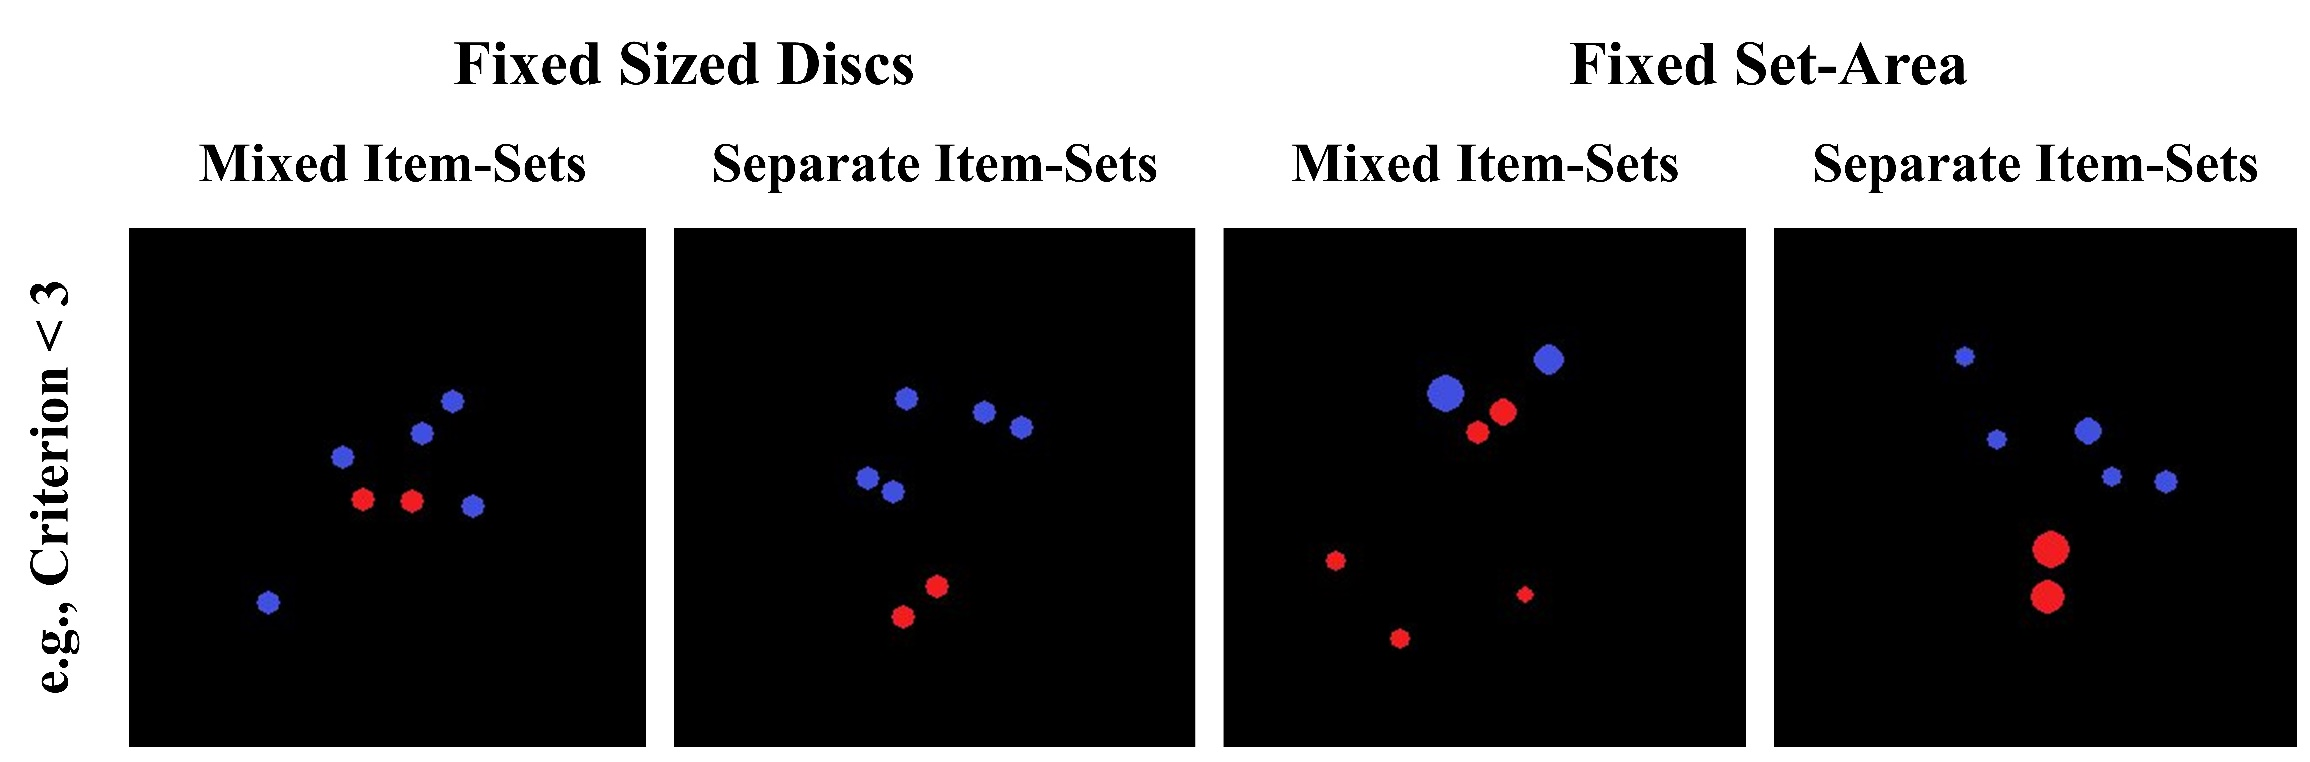 Fixed Sized Discs
Fixed Set-Area
Mixed Item-Sets
Separate Item-Sets
Mixed Item-Sets
Separate Item-Sets
e.g., Criterion < 3